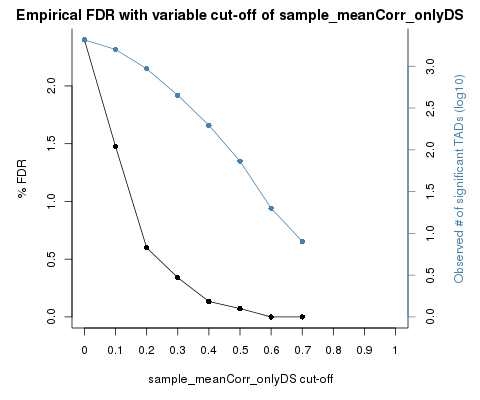 Empirical FDR with variable cut-off of sample_meanCorr_onlyDS
% FDR
0.0
0.5
1.0
1.5
2.0
Observed # of significant TADs (log10)
0.0
0.5
1.0
1.5
2.0
2.5
3.0
0 0.1 0.2 0.3 0.4 0.5 0.6 0.7 0.8 0.9 1
sample_meanCorr_onlyDS cut-off